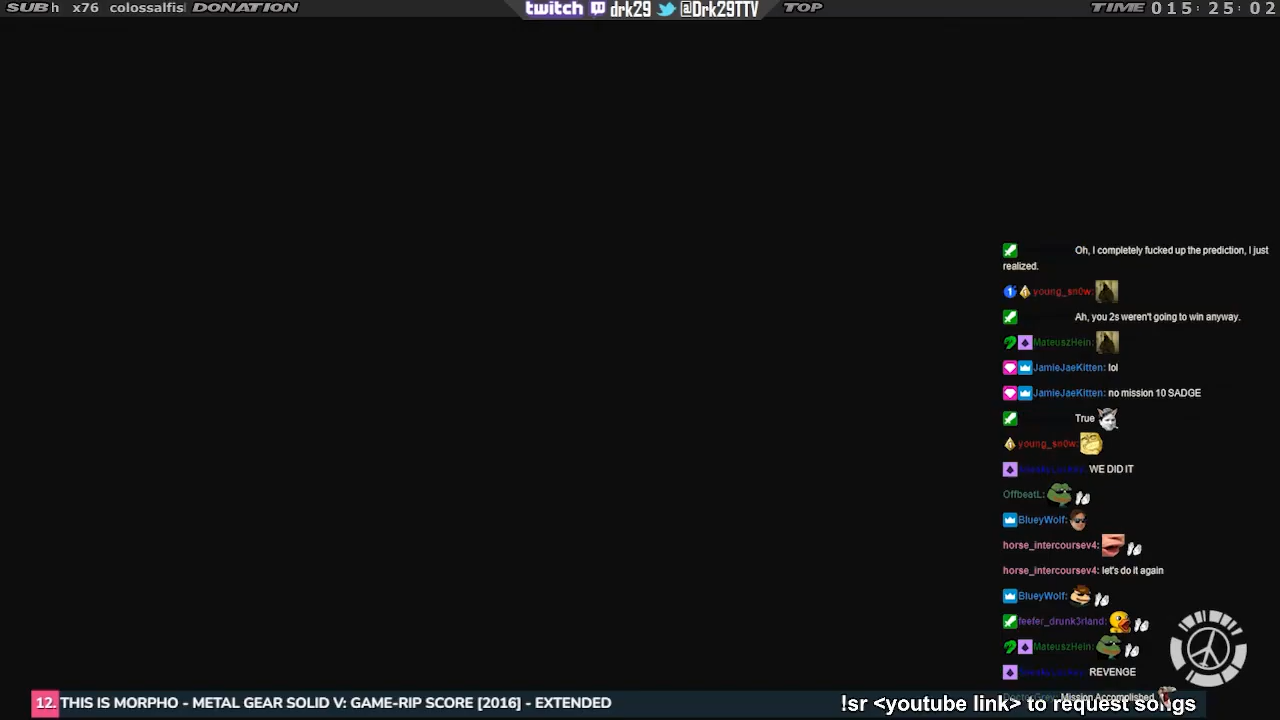 SUB h x76 colossalfis DONATION twitch drk29 @Drk29TTV TOP TIME 015:25:02
Oh, I completely fucked up the prediction, I just
realized.
young_sn0w:
Ah, you 2s weren't going to win anyway.
MateuszHein:
JamieJaeKitten: lol
JamieJaeKitten: no mission 10 SADGE
True
young_sn0w:
WE DID IT
OffbeatL:
BlueyWolf:
horse_intercoursev4:
horse_intercoursev4: let's do it again
BlueyWolf:
feefer_drunk3rland:
MateuszHein:
REVENGE
DoctorGrey: Mission Accomplished
12. THIS IS MORPHO - METAL GEAR SOLID V: GAME-RIP SCORE [2016] - EXTENDED
!sr <youtube link> to request songs